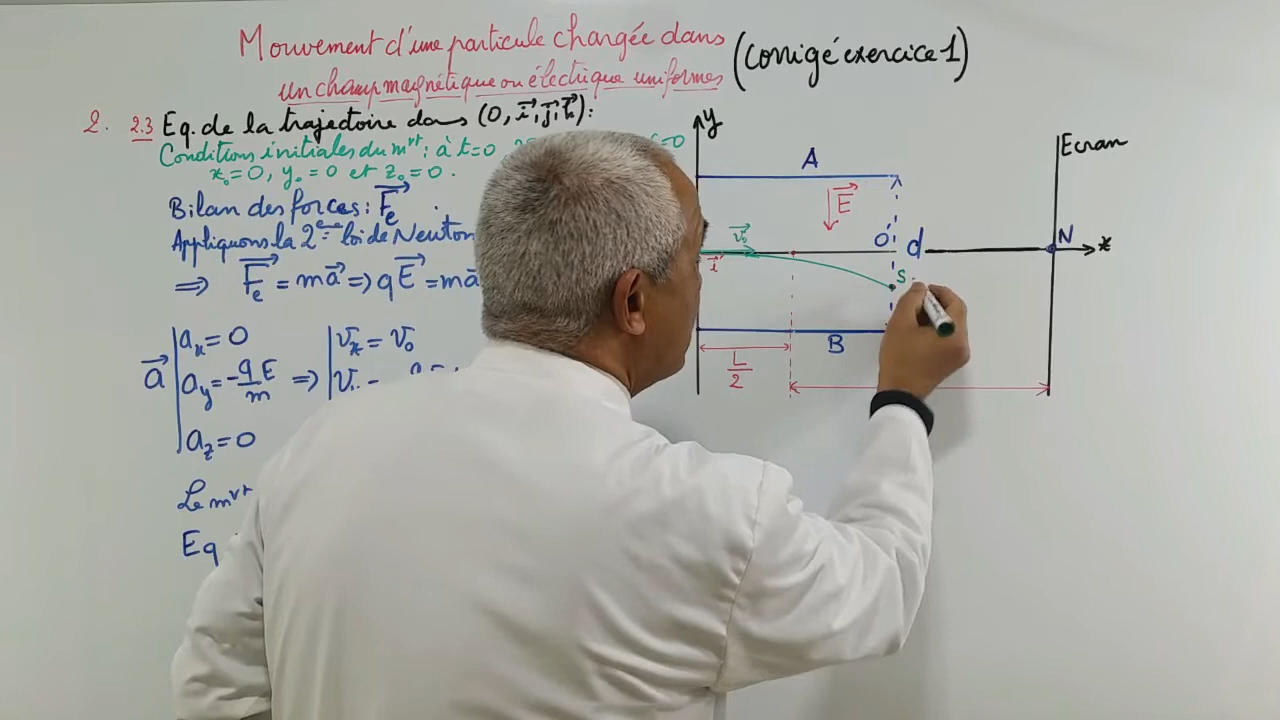 Mouvement d'une particule chargée dans
un champ magnétique ou électrique uniformes
(corrigé exercice 1)
2. 2.3 Eq. de la trajectoire dans (O, i⃗, j⃗, k⃗):
Conditions initiales du mvt: à t=0
=0
x₀=0, y₀=0 et z₀=0.
Bilan des forces: F⃗e.
Appliquons la 2ème loi de Newton
⇒ F⃗e = ma⃗ ⇒ qE⃗ = ma⃗
a⃗ | ax = 0
ay = -qE/m
az = 0
⇒ | vx = v₀
Le mvt
Eq
y
A
E⃗
Ecran
v⃗₀
i⃗
O'
d
N
x
S
B
L/2